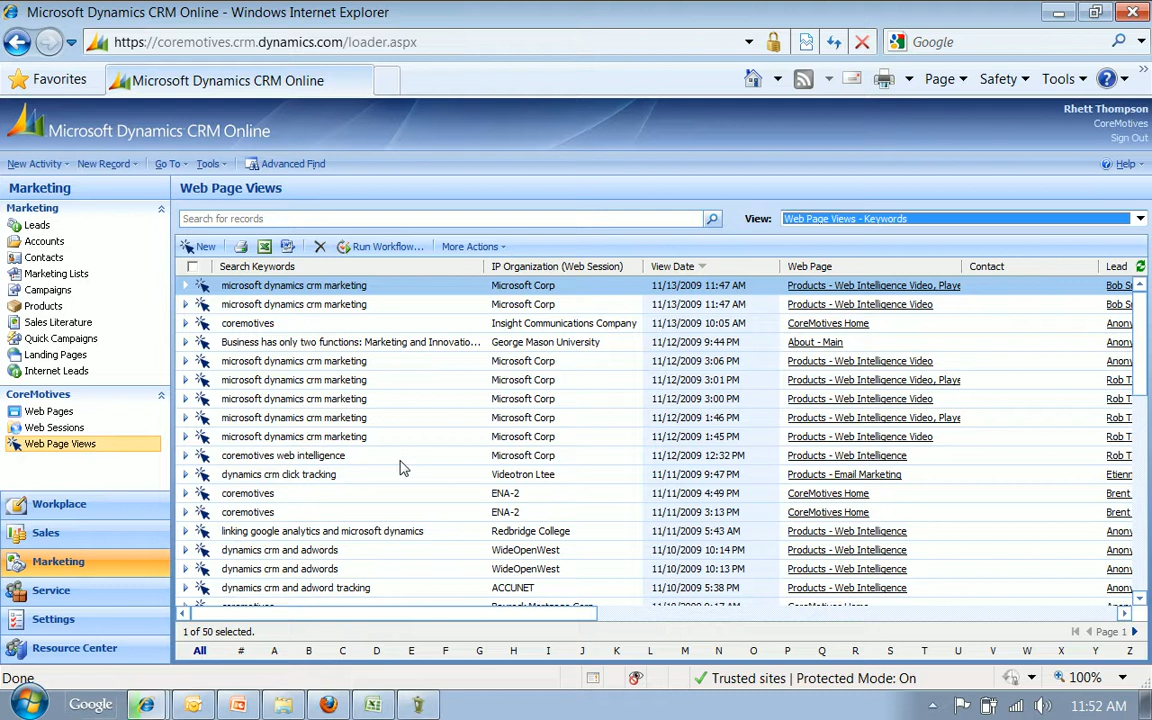 Microsoft Dynamics CRM Online - Windows Internet Explorer
https://coremotives.crm.dynamics.com/loader.aspx
Google
Favorites
Microsoft Dynamics CRM Online
Page
Safety
Tools
Microsoft Dynamics CRM Online
Rhett Thompson
CoreMotives
Sign Out
New Activity
New Record
Go To
Tools
Advanced Find
Help
Marketing
Web Page Views
Marketing
Leads
Accounts
Contacts
Marketing Lists
Campaigns
Products
Sales Literature
Quick Campaigns
Landing Pages
Internet Leads
CoreMotives
Web Pages
Web Sessions
Web Page Views
Workplace
Sales
Marketing
Service
Settings
Resource Center
Search for records
View:
Web Page Views - Keywords
New
Run Workflow...
More Actions
Search Keywords IP Organization (Web Session) View Date Web Page Contact Lead
microsoft dynamics crm marketing Microsoft Corp 11/13/2009 11:47 AM Products - Web Intelligence Video, Playe Bob S
microsoft dynamics crm marketing Microsoft Corp 11/13/2009 11:47 AM Products - Web Intelligence Video Bob S
coremotives Insight Communications Company 11/13/2009 10:05 AM CoreMotives Home Anony
Business has only two functions: Marketing and Innovatio... George Mason University 11/12/2009 9:44 PM About - Main Anony
microsoft dynamics crm marketing Microsoft Corp 11/12/2009 3:06 PM Products - Web Intelligence Video Rob T
microsoft dynamics crm marketing Microsoft Corp 11/12/2009 3:01 PM Products - Web Intelligence Video, Playe Rob T
microsoft dynamics crm marketing Microsoft Corp 11/12/2009 3:00 PM Products - Web Intelligence Video Rob T
microsoft dynamics crm marketing Microsoft Corp 11/12/2009 1:46 PM Products - Web Intelligence Video, Playe Rob T
microsoft dynamics crm marketing Microsoft Corp 11/12/2009 1:45 PM Products - Web Intelligence Video Rob T
coremotives web intelligence Microsoft Corp 11/12/2009 12:32 PM Products - Web Intelligence Bob S
dynamics crm click tracking Videotron Ltee 11/11/2009 9:47 PM Products - Email Marketing Etien
coremotives ENA-2 11/11/2009 4:49 PM CoreMotives Home Brent
coremotives ENA-2 11/11/2009 3:13 PM CoreMotives Home Brent
linking google analytics and microsoft dynamics Redbridge College 11/11/2009 5:43 AM Products - Web Intelligence Anony
dynamics crm and adwords WideOpenWest 11/10/2009 10:14 PM Products - Web Intelligence Anony
dynamics crm and adwords WideOpenWest 11/10/2009 10:13 PM Products - Web Intelligence Anony
dynamics crm and adword tracking ACCUNET 11/10/2009 5:38 PM Products - Web Intelligence Anony
1 of 50 selected.
Page 1
All # A B C D E F G H I J K L M N O P Q R S T U V W X Y Z
Done
Trusted sites | Protected Mode: On
100%
Google
11:52 AM